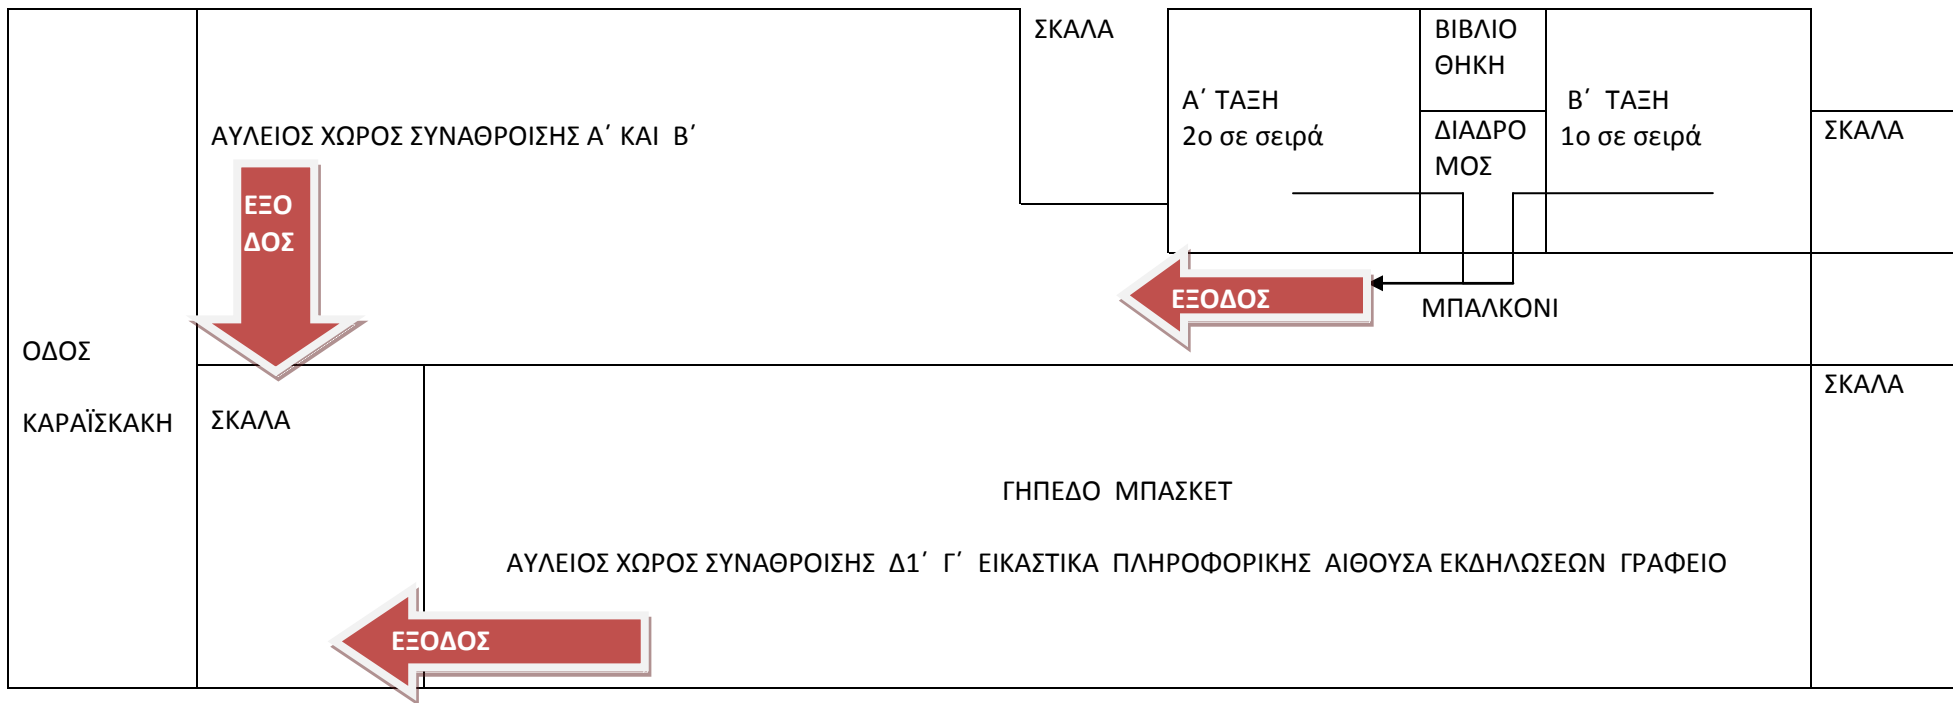 ΣΚΑΛΑ
ΒΙΒΛΙΟ
ΘΗΚΗ
Α΄ ΤΑΞΗ
2ο σε σειρά
Β΄ ΤΑΞΗ
1ο σε σειρά
ΔΙΑΔΡΟ
ΜΟΣ
ΣΚΑΛΑ
ΑΥΛΕΙΟΣ ΧΩΡΟΣ ΣΥΝΑΘΡΟΙΣΗΣ Α΄ ΚΑΙ Β΄
ΕΞΟ
ΔΟΣ
ΕΞΟΔΟΣ
ΜΠΑΛΚΟΝΙ
ΟΔΟΣ
ΚΑΡΑΪΣΚΑΚΗ
ΣΚΑΛΑ
ΣΚΑΛΑ
ΓΗΠΕΔΟ ΜΠΑΣΚΕΤ
ΑΥΛΕΙΟΣ ΧΩΡΟΣ ΣΥΝΑΘΡΟΙΣΗΣ Δ1΄ Γ΄ ΕΙΚΑΣΤΙΚΑ ΠΛΗΡΟΦΟΡΙΚΗΣ ΑΙΘΟΥΣΑ ΕΚΔΗΛΩΣΕΩΝ ΓΡΑΦΕΙΟ
ΕΞΟΔΟΣ